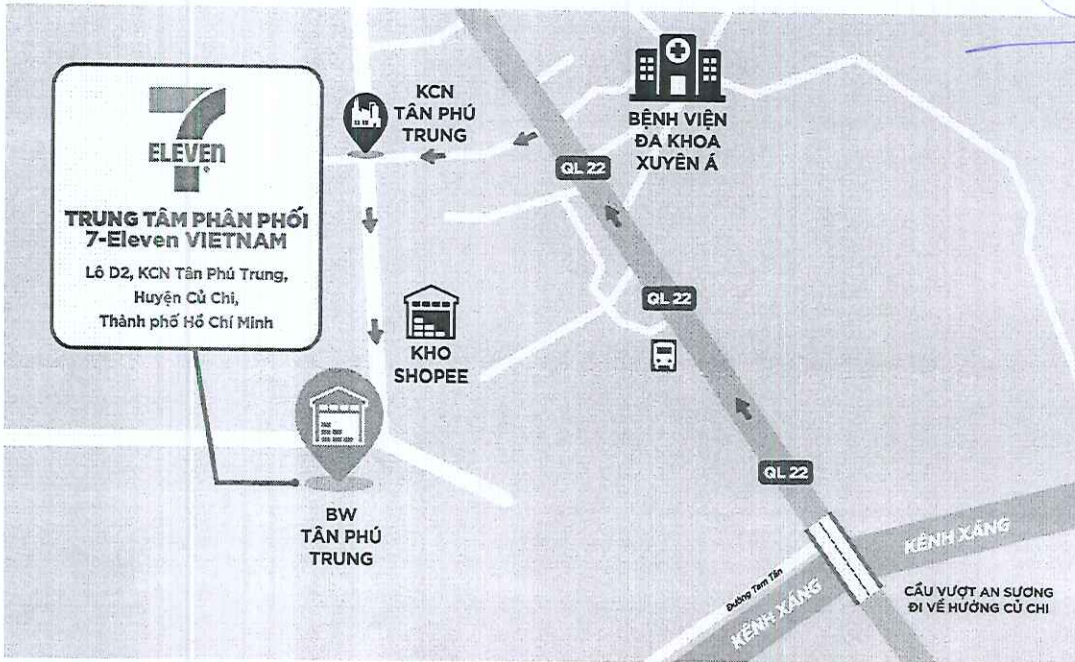 7
ELEVEN
TRUNG TÂM PHÂN PHỐI
7-Eleven VIETNAM
Lô D2, KCN Tân Phú Trung,
Huyện Củ Chi,
Thành phố Hồ Chí Minh
KCN
TÂN PHÚ
TRUNG
BỆNH VIỆN
ĐA KHOA
XUYÊN Á
QL 22
QL 22
KHO
SHOPEE
QL 22
BW
TÂN PHÚ
TRUNG
KÊNH XÁNG
Đường Tam Tân
KÊNH XÁNG
CẦU VƯỢT AN SƯƠNG
ĐI VỀ HƯỚNG CỦ CHI